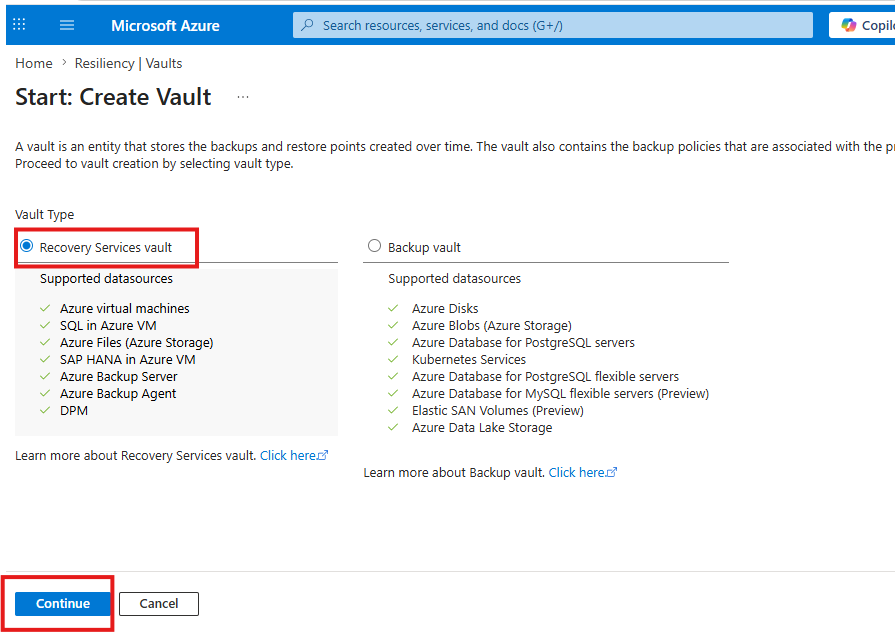 Microsoft Azure
Search resources, services, and docs (G+/)
Home > Resiliency | Vaults
Start: Create Vault ...
A vault is an entity that stores the backups and restore points created over time. The vault also contains the backup policies that are associated with the
Proceed to vault creation by selecting vault type.
Vault Type
Recovery Services vault
Supported datasources
Azure virtual machines
SQL in Azure VM
Azure Files (Azure Storage)
SAP HANA in Azure VM
Azure Backup Server
Azure Backup Agent
DPM
Learn more about Recovery Services vault. Click here.
Backup vault
Supported datasources
Azure Disks
Azure Blobs (Azure Storage)
Azure Database for PostgreSQL servers
Kubernetes Services
Azure Database for PostgreSQL flexible servers
Azure Database for MySQL flexible servers (Preview)
Elastic SAN Volumes (Preview)
Azure Data Lake Storage
Learn more about Backup vault. Click here.
Continue
Cancel